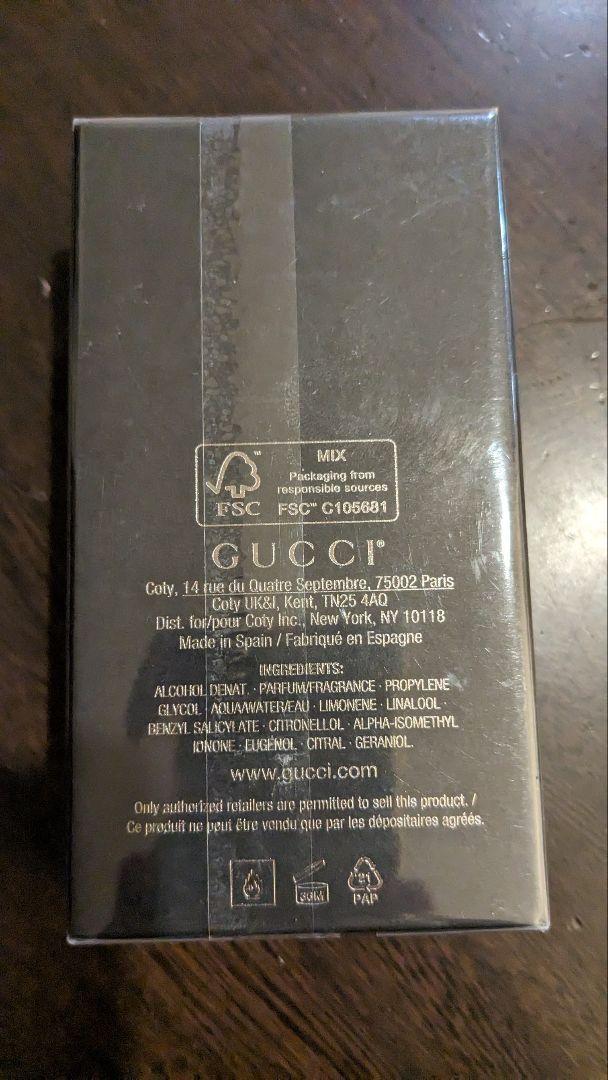 MIX
Packaging from
responsible sources
FSC™ FSC™ C105681
GUCCI®
Coty, 14 rue du Quatre Septembre, 75002 Paris
Coty UK&I, Kent, TN25 4AQ
Dist. for/pour Coty Inc., New York, NY 10118
Made in Spain / Fabriqué en Espagne
INGREDIENTS:
ALCOHOL DENAT. · PARFUM/FRAGRANCE · PROPYLENE
GLYCOL · AQUA/WATER/EAU · LIMONENE · LINALOOL ·
BENZYL SALICYLATE · CITRONELLOL · ALPHA-ISOMETHYL
IONONE · EUGENOL · CITRAL · GERANIOL.
www.gucci.com
Only authorized retailers are permitted to sell this product. /
Ce produit ne peut être vendu que par les dépositaires agréés.
36M
21
PAP